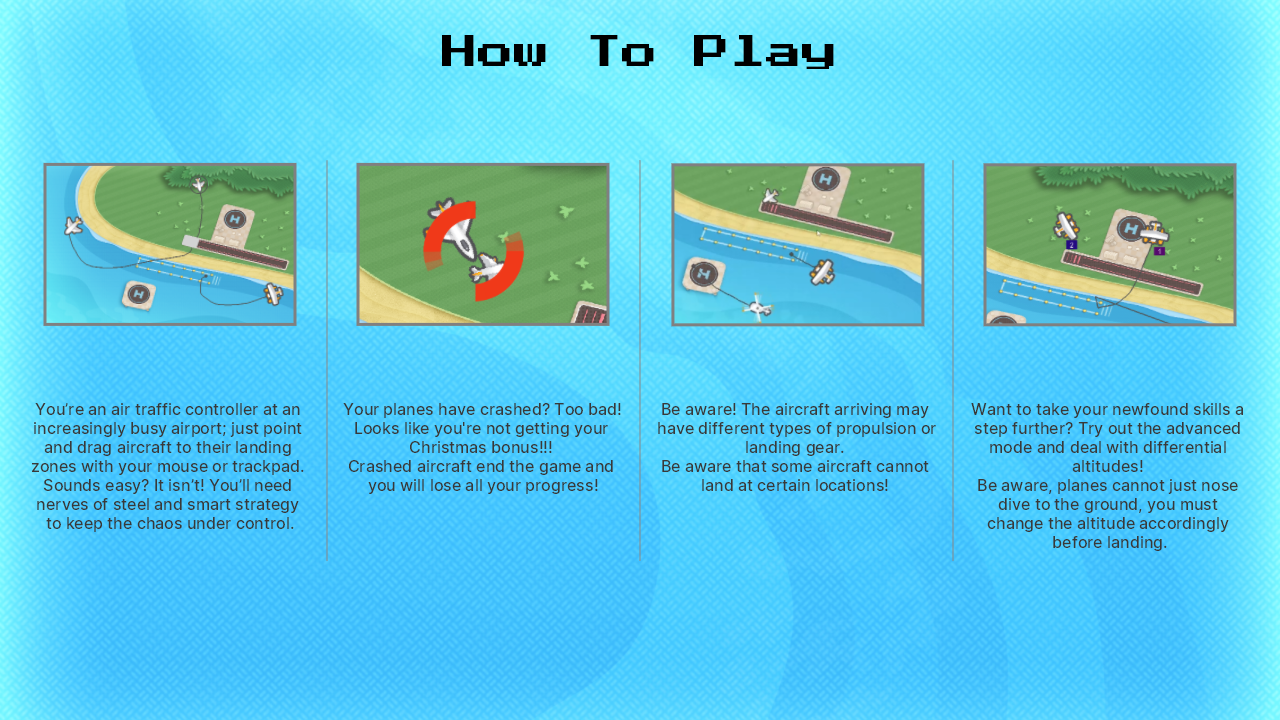 How To Play
You're an air traffic controller at an
increasingly busy airport; just point
and drag aircraft to their landing
zones with your mouse or trackpad.
Sounds easy? It isn't! You'll need
nerves of steel and smart strategy
to keep the chaos under control.
Your planes have crashed? Too bad!
Looks like you're not getting your
Christmas bonus!!!
Crashed aircraft end the game and
you will lose all your progress!
Be aware! The aircraft arriving may
have different types of propulsion or
landing gear.
Be aware that some aircraft cannot
land at certain locations!
H
H
H
H
2
H
Want to take your newfound skills a
step further? Try out the advanced
mode and deal with differential
altitudes!
Be aware, planes cannot just nose
dive to the ground, you must
change the altitude accordingly
before landing.